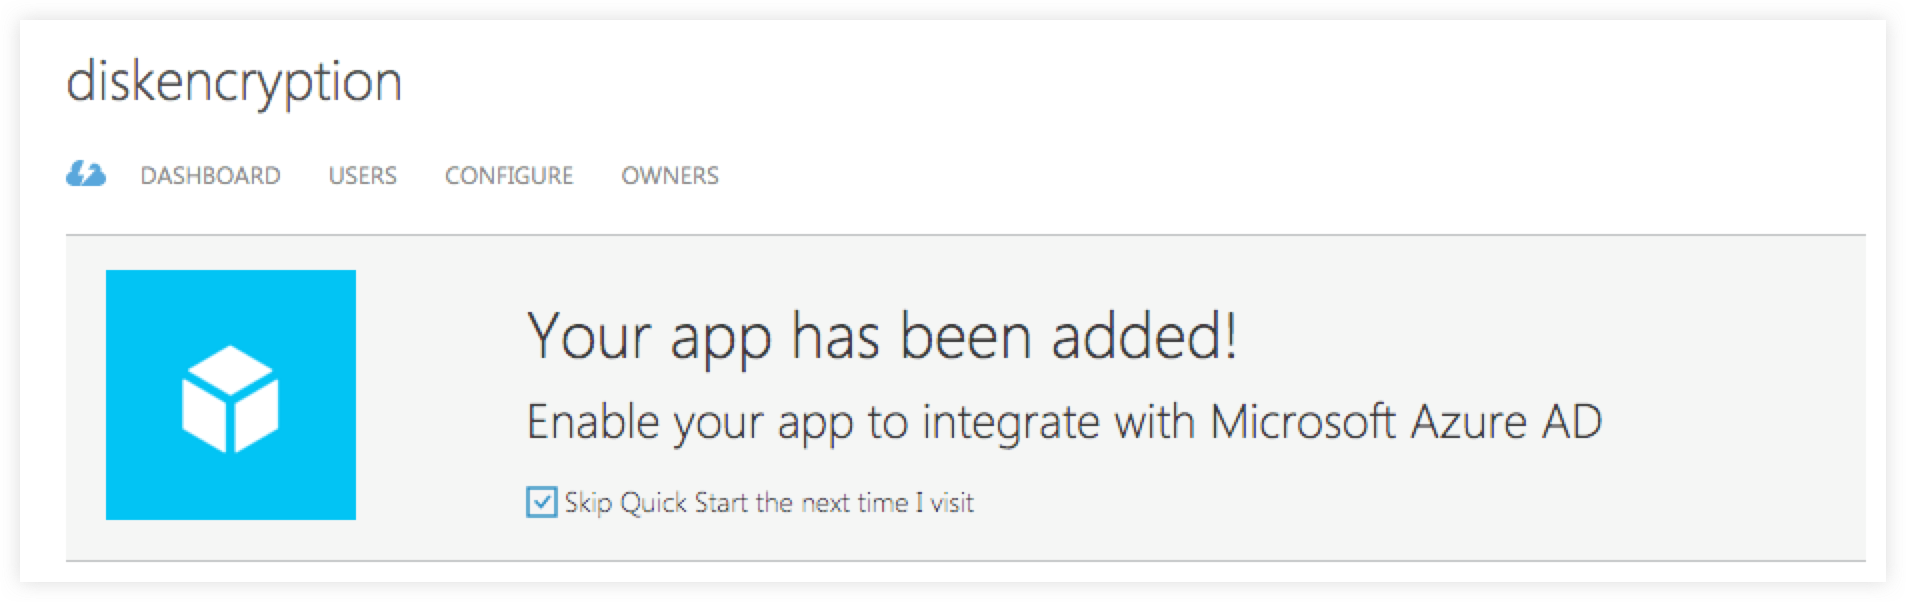 diskencryption
DASHBOARD USERS CONFIGURE OWNERS
Your app has been added!
Enable your app to integrate with Microsoft Azure AD
Skip Quick Start the next time I visit